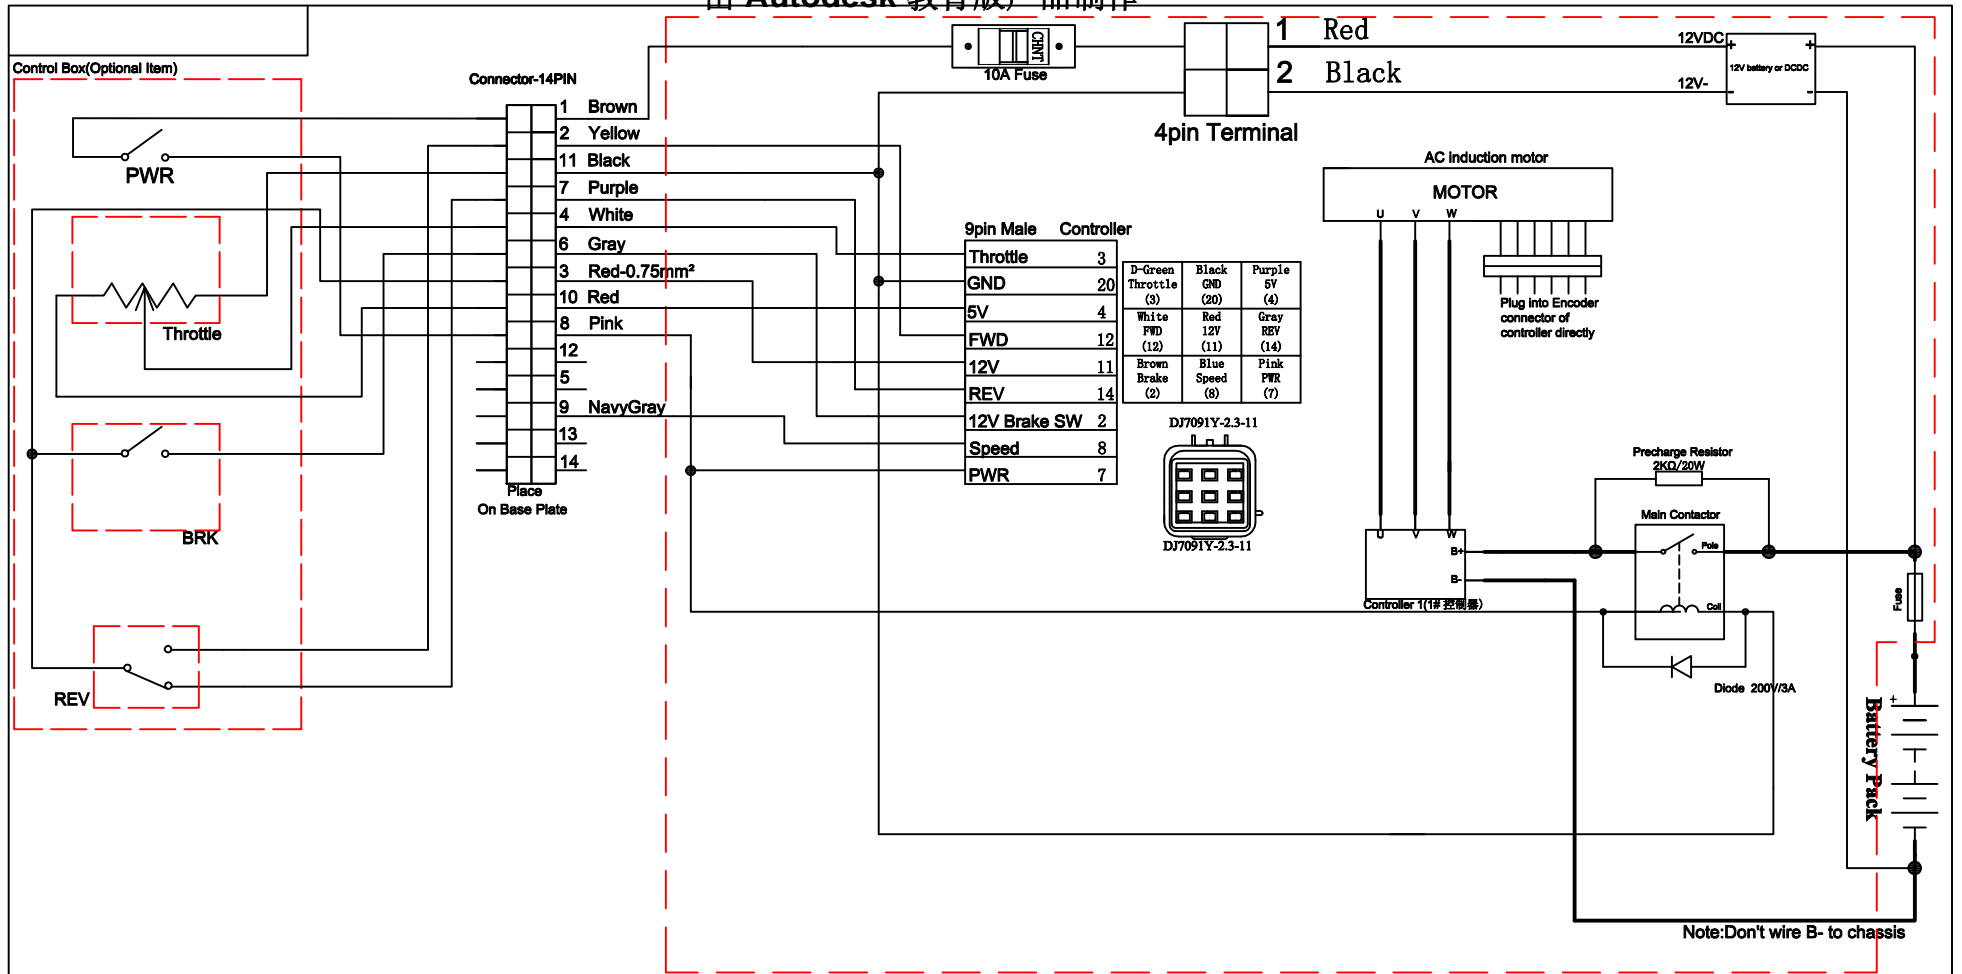 Autodesk
Control Box(Optional Item)
PWR
Throttle
BRK
REV
Connector-14PIN
1 Brown
2 Yellow
11 Black
7 Purple
4 White
6 Gray
3 Red-0.75mm²
10 Red
8 Pink
12
5
9 NavyGray
13
14
Place
On Base Plate
CHNT
10A Fuse
1 Red
2 Black
4pin Terminal
12VDC
12V-
+ +
12V battery or DCDC
- -
AC induction motor
MOTOR
U V W
Plug into Encoder
connector of
controller directly
9pin Male Controller
Throttle 3
GND 20
5V 4
FWD 12
12V 11
REV 14
12V Brake SW 2
Speed 8
PWR 7
D-Green Black Purple
Throttle GND 5V
(3) (20) (4)
White Red Gray
FWD 12V REV
(12) (11) (14)
Brown Blue Pink
Brake Speed PWR
(2) (8) (7)
DJ7091Y-2.3-11
DJ7091Y-2.3-11
U V W
B+
B-
Controller 1(1# 控制器)
Precharge Resistor
2KΩ/20W
Main Contactor
Pole
Coil
Diode 200V/3A
Fuse
+
Battery Pack
Note:Don't wire B- to chassis